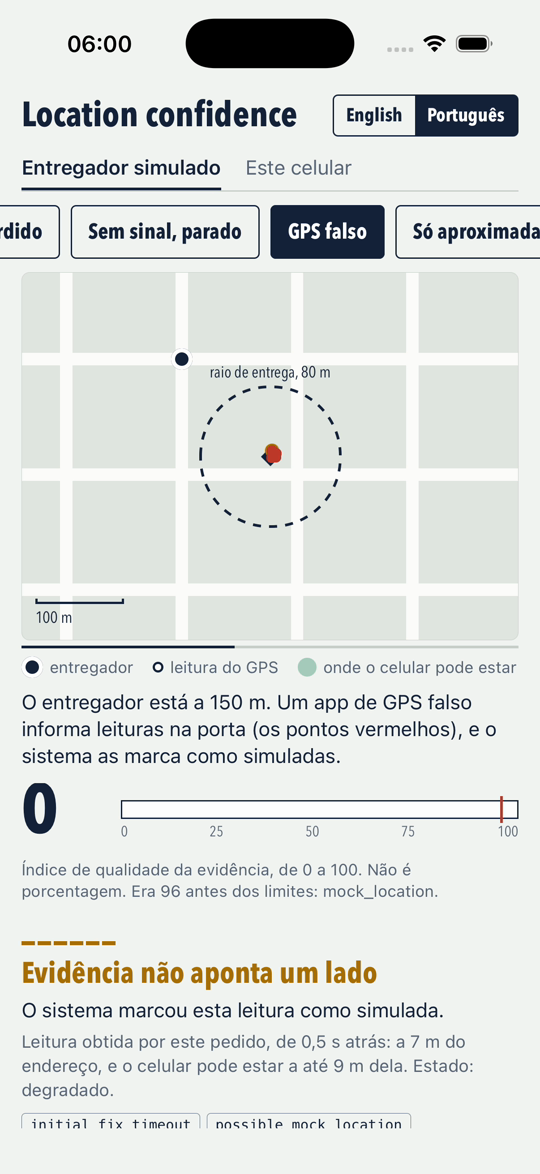 06:00
Location confidence
English
Português
Entregador simulado
Este celular
rdido
Sem sinal, parado
GPS falso
Só aproximada
raio de entrega, 80 m
100 m
entregador
leitura do GPS
onde o celular pode estar
O entregador está a 150 m. Um app de GPS falso
informa leituras na porta (os pontos vermelhos), e o
sistema as marca como simuladas.
0
0 25 50 75 100
Índice de qualidade da evidência, de 0 a 100. Não é
porcentagem. Era 96 antes dos limites: mock_location.
Evidência não aponta um lado
O sistema marcou esta leitura como simulada.
Leitura obtida por este pedido, de 0,5 s atrás: a 7 m do
endereço, e o celular pode estar a até 9 m dela. Estado:
degradado.
initial_fix_timeout
possible_mock_location